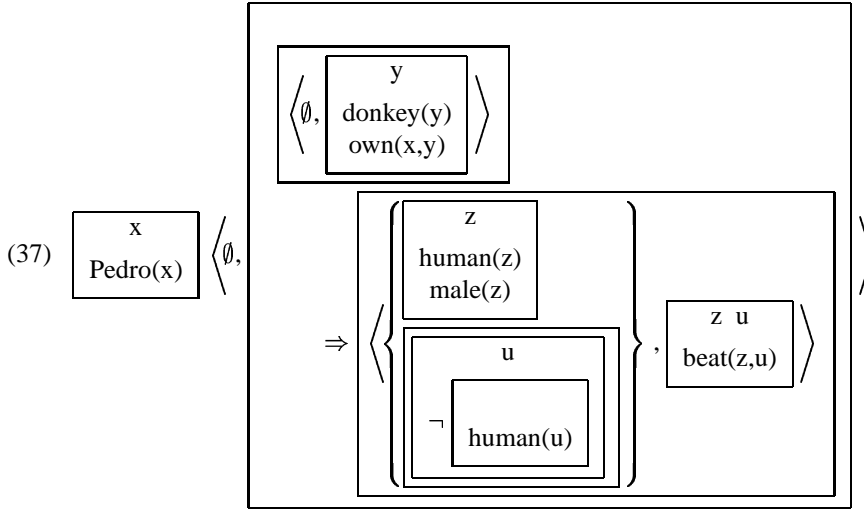 y
⟨∅, donkey(y) ⟩
own(x,y)
x z
(37) Pedro(x) ⟨∅, human(z) ⟩
male(z)
z u
⇒ ⟨ { u } , beat(z,u) ⟩
¬
human(u)